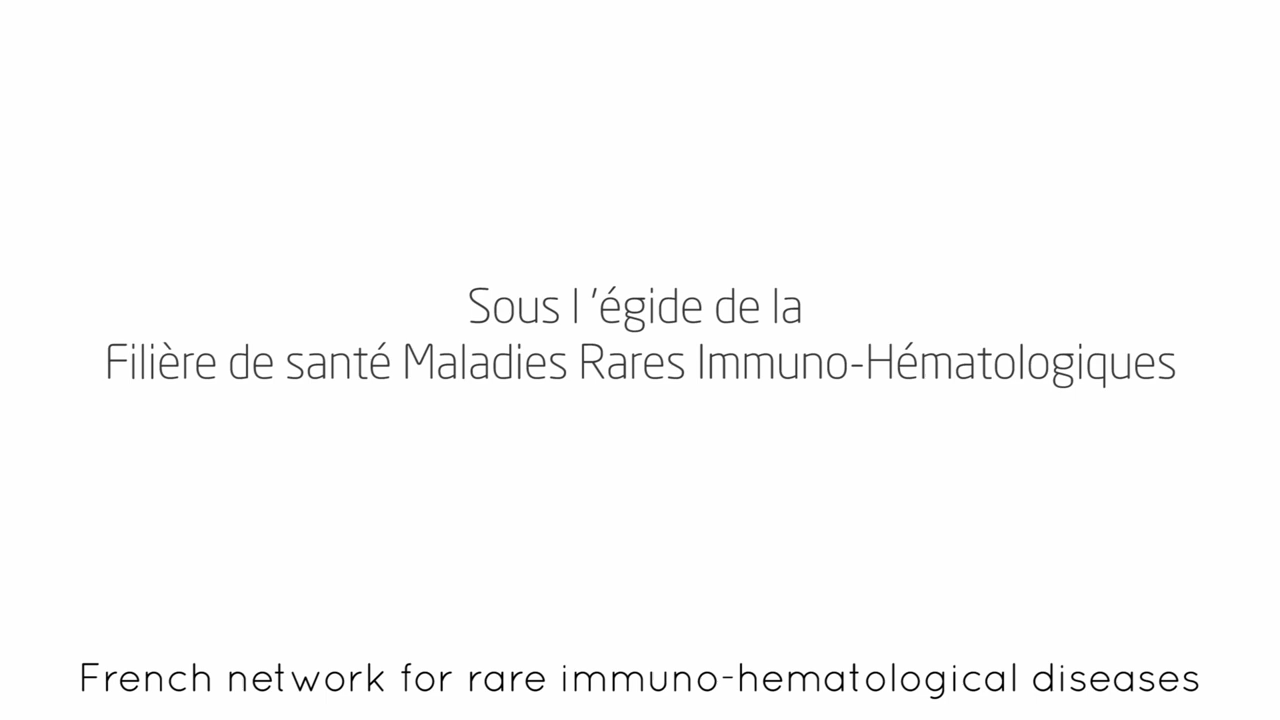 Sous l ’égide de la
Filière de santé Maladies Rares Immuno-Hématologiques
French network for rare immuno-hematological diseases